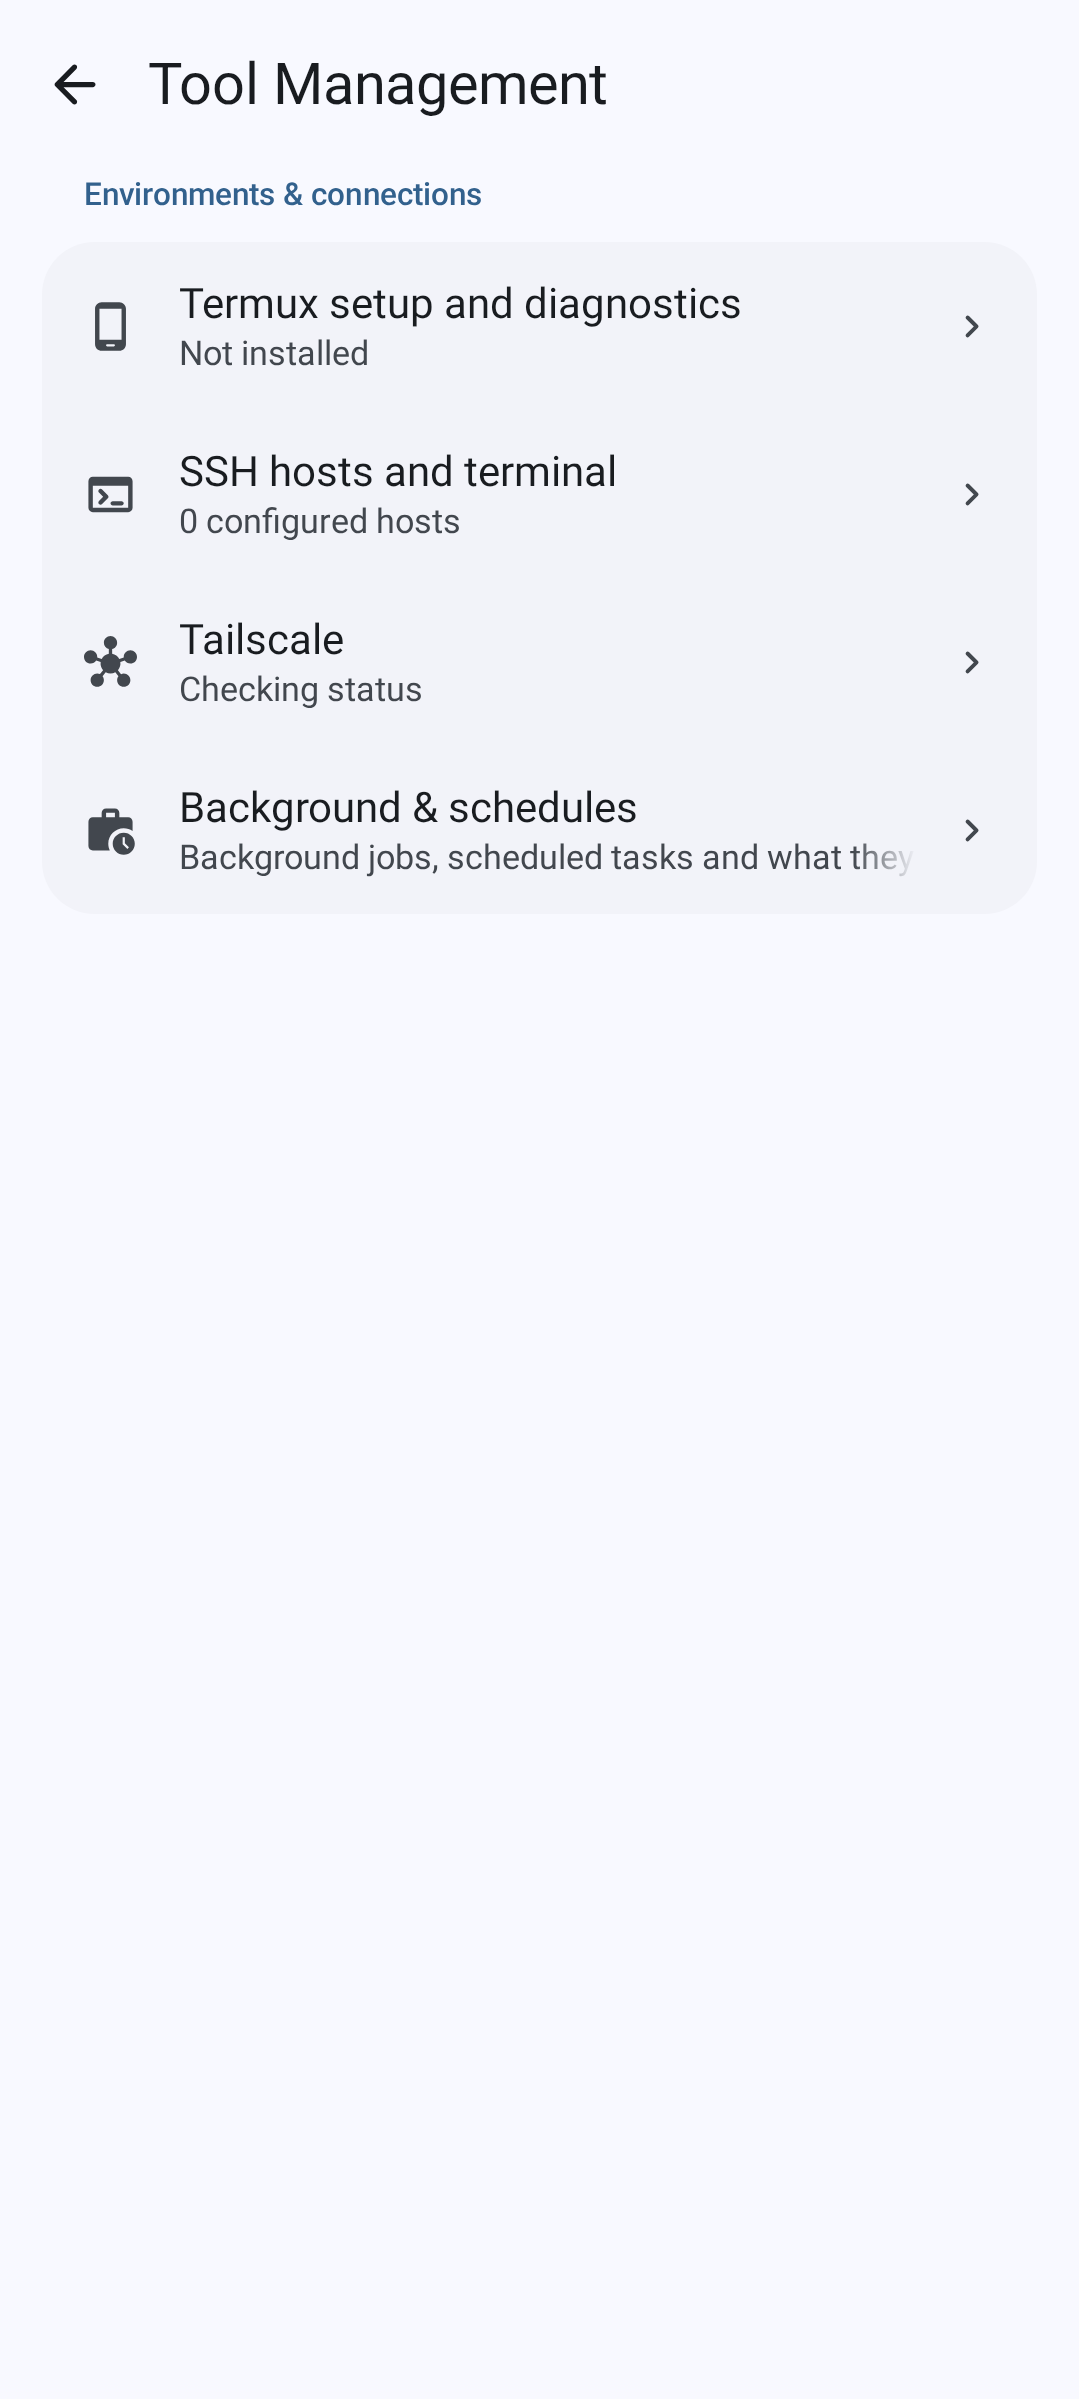 Tool Management
Environments & connections
Termux setup and diagnostics
Not installed
SSH hosts and terminal
0 configured hosts
Tailscale
Checking status
Background & schedules
Background jobs, scheduled tasks and what they